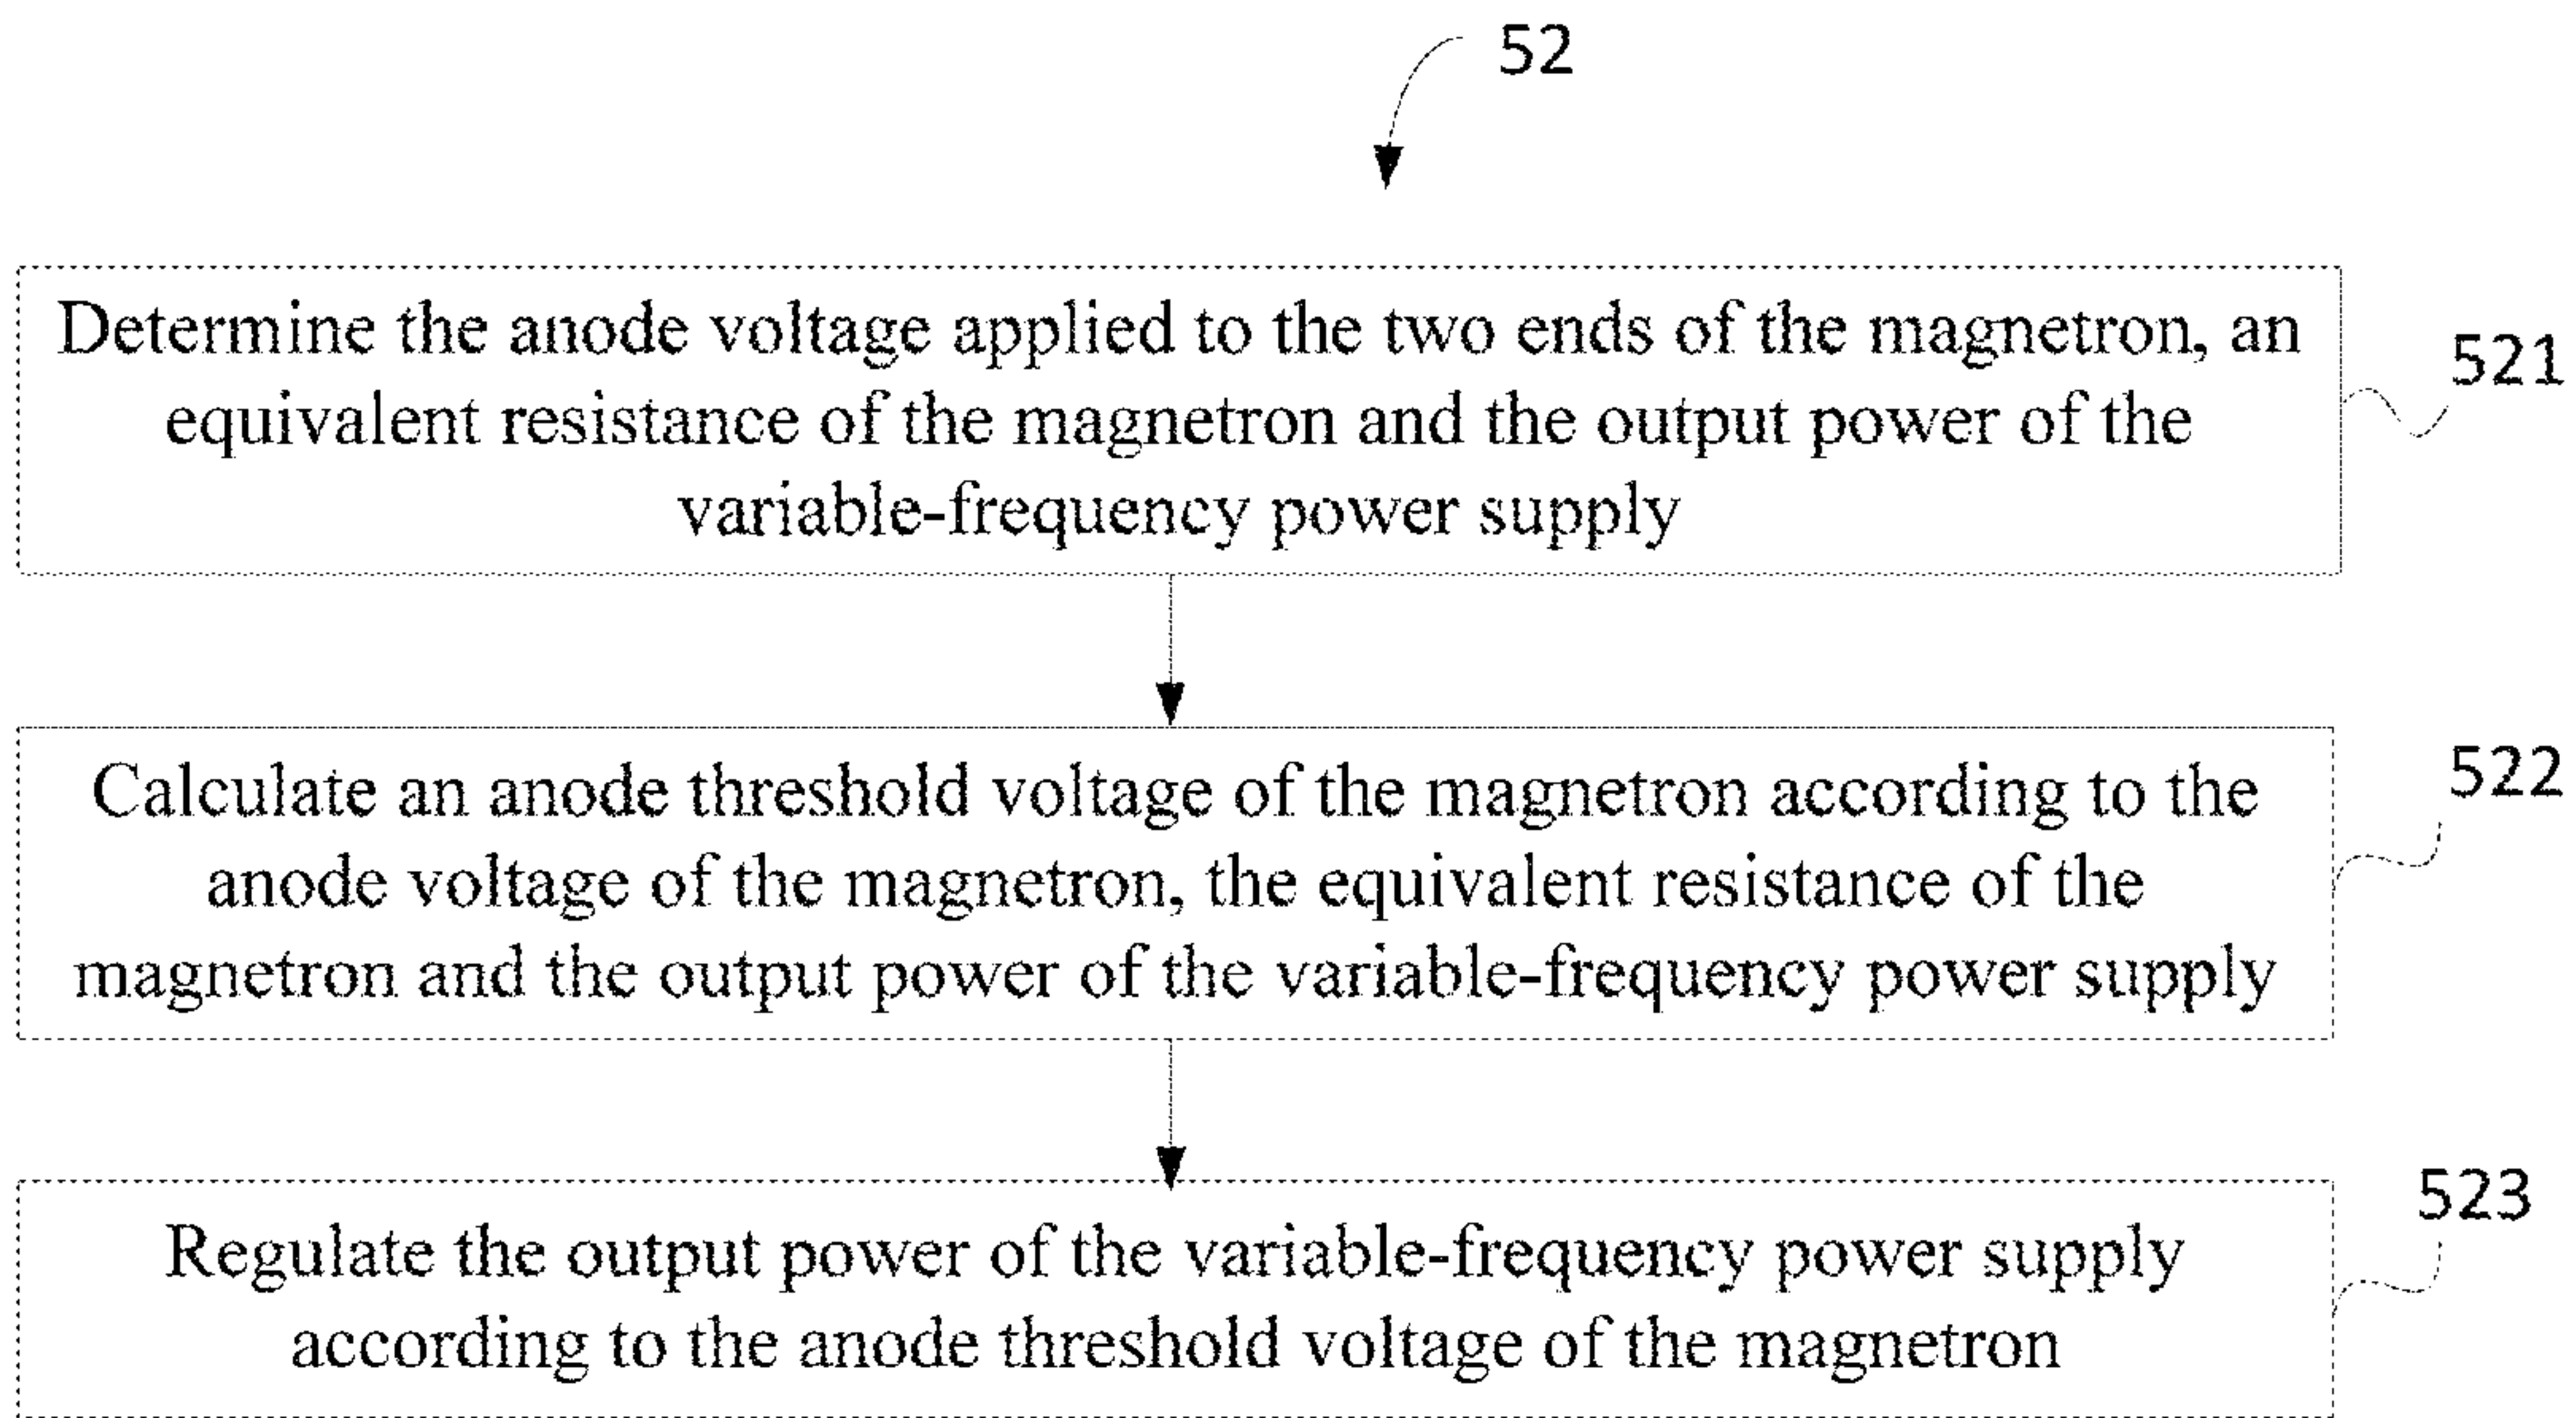 52
Determine the anode voltage applied to the two ends of the magnetron, an
equivalent resistance of the magnetron and the output power of the
variable-frequency power supply
521
Calculate an anode threshold voltage of the magnetron according to the
anode voltage of the magnetron, the equivalent resistance of the
magnetron and the output power of the variable-frequency power supply
522
Regulate the output power of the variable-frequency power supply
according to the anode threshold voltage of the magnetron
523